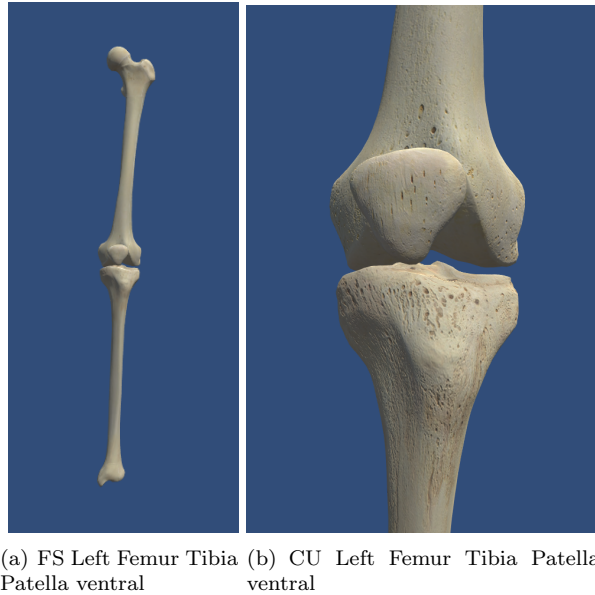 (a) FS Left Femur Tibia
Patella ventral
(b) CU Left Femur Tibia Patella
ventral